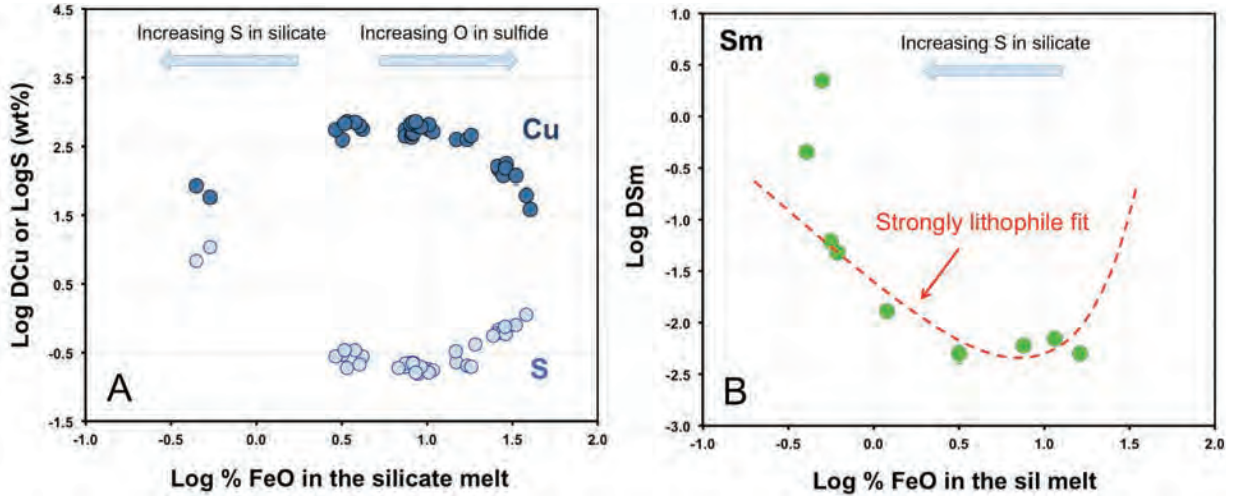 Increasing S in silicate
Increasing O in sulfide
4.5
3.5
2.5
1.5
0.5
-0.5
-1.5
Log DCu or LogS (wt%)
Cu
S
A
-1.0
-0.5
0.0
0.5
1.0
1.5
2.0
Log % FeO in the silicate melt
Sm
Increasing S in silicate
1.0
0.5
0.0
-0.5
-1.0
-1.5
-2.0
-2.5
-3.0
Log DSm
Strongly lithophile fit
B
-1.0
-0.5
0.0
0.5
1.0
1.5
2.0
Log % FeO in the sil melt